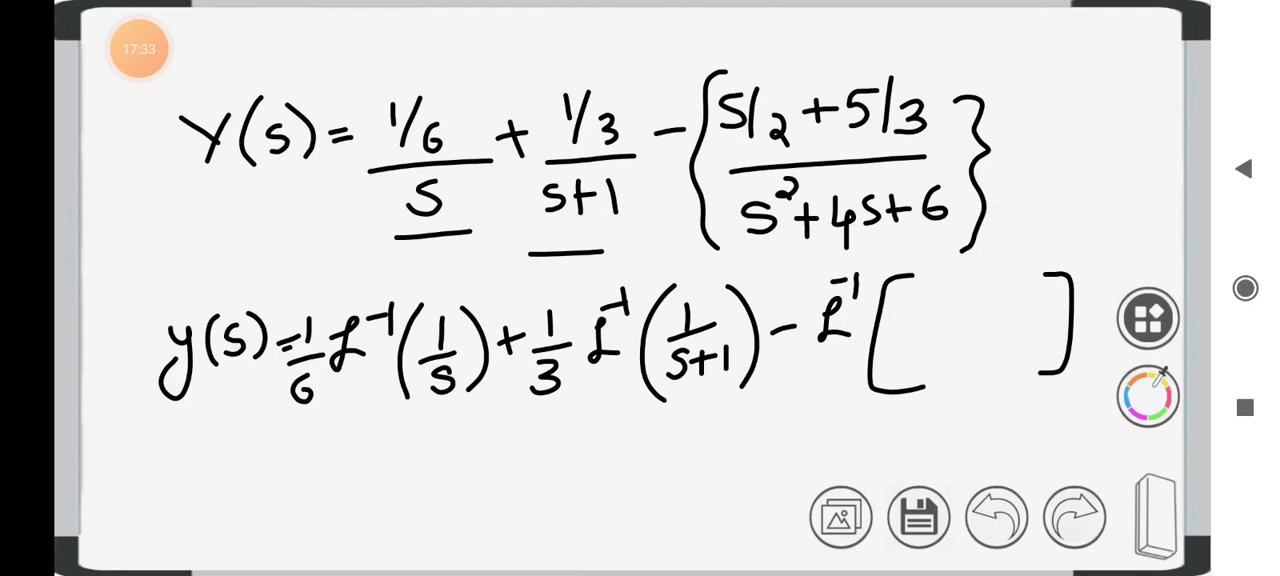 17:33
Y(s) = 1/6 / s + 1/3 / s+1 - { s/2 + 5/3 / s² + 4s + 6 }
y(s) = 1/6 ℒ⁻¹ (1/s) + 1/3 ℒ⁻¹ (1/s+1) - ℒ⁻¹ [ ]